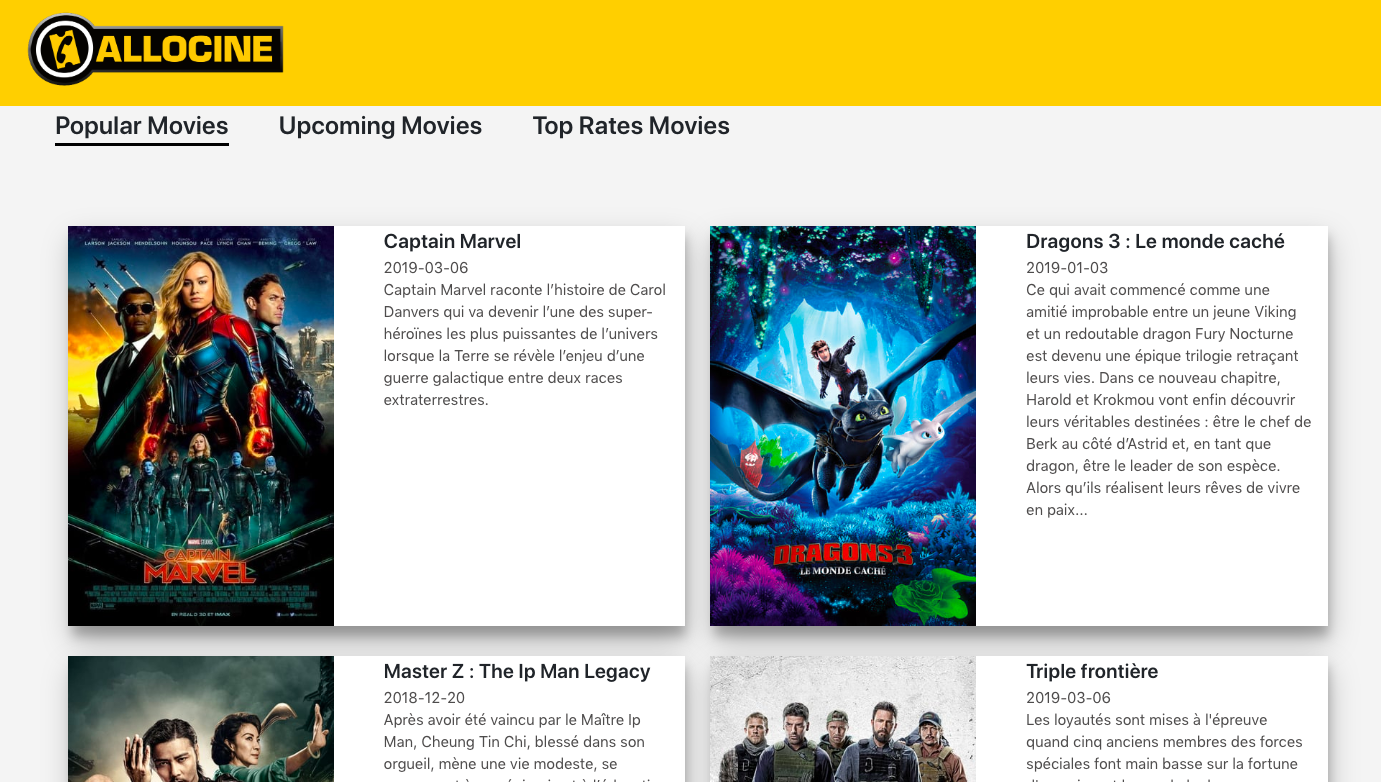 ALLOCINE
Popular Movies
Upcoming Movies
Top Rates Movies
LARSON JACKSON MENDELSOHN HOUNSOU PACE LYNCH CHAN BENING GREGG LAW
MARVEL STUDIOS
CAPTAIN
MARVEL
EN REALD 3D ET IMAX
Captain Marvel
2019-03-06
Captain Marvel raconte l’histoire de Carol
Danvers qui va devenir l’une des super-
héroïnes les plus puissantes de l’univers
lorsque la Terre se révèle l’enjeu d’une
guerre galactique entre deux races
extraterrestres.
DRAGONS 3
LE MONDE CACHÉ
Dragons 3 : Le monde caché
2019-01-03
Ce qui avait commencé comme une
amitié improbable entre un jeune Viking
et un redoutable dragon Fury Nocturne
est devenu une épique trilogie retraçant
leurs vies. Dans ce nouveau chapitre,
Harold et Krokmou vont enfin découvrir
leurs véritables destinées : être le chef de
Berk au côté d’Astrid et, en tant que
dragon, être le leader de son espèce.
Alors qu’ils réalisent leurs rêves de vivre
en paix...
Master Z : The Ip Man Legacy
2018-12-20
Après avoir été vaincu par le Maître Ip
Man, Cheung Tin Chi, blessé dans son
orgueil, mène une vie modeste, se
Triple frontière
2019-03-06
Les loyautés sont mises à l'épreuve
quand cinq anciens membres des forces
spéciales font main basse sur la fortune